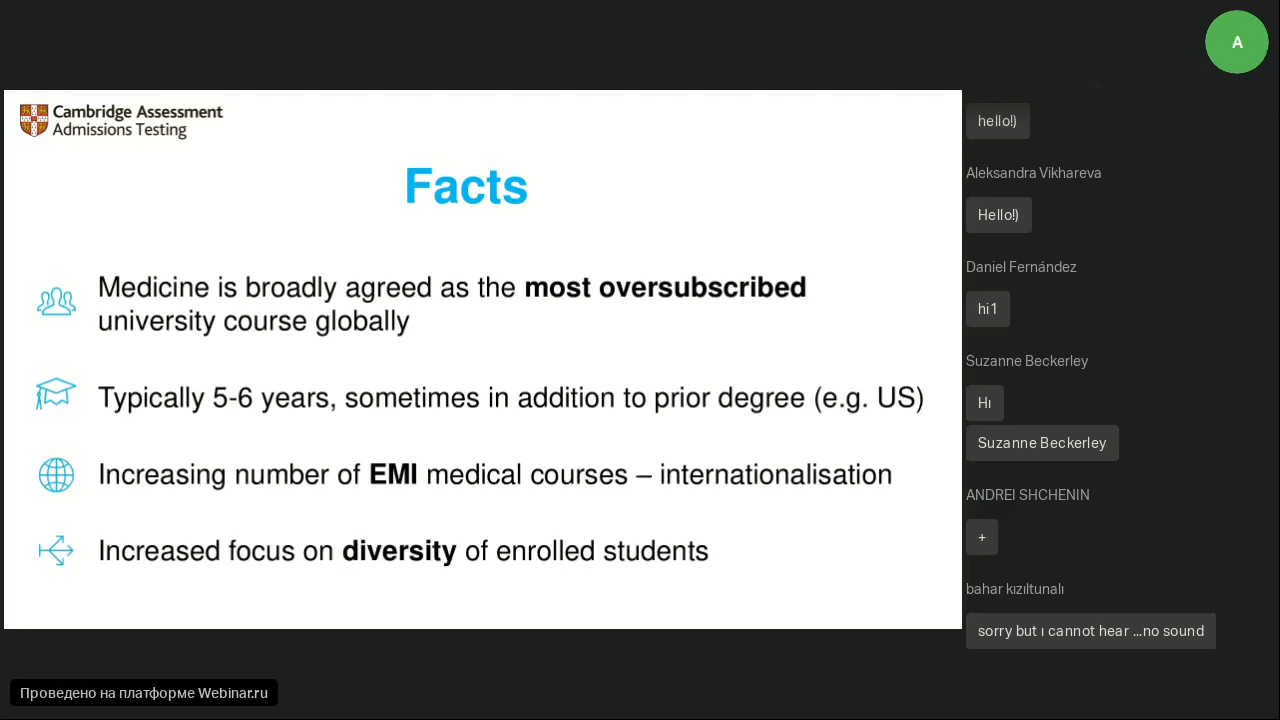 A
Cambridge Assessment
Admissions Testing
Facts
Medicine is broadly agreed as the most oversubscribed
university course globally
Typically 5-6 years, sometimes in addition to prior degree (e.g. US)
Increasing number of EMI medical courses – internationalisation
Increased focus on diversity of enrolled students
hello!)
Aleksandra Vikhareva
Hello!)
Daniel Fernández
hi1
Suzanne Beckerley
Hı
Suzanne Beckerley
ANDREI SHCHENIN
+
bahar kızıltunalı
sorry but ı cannot hear ...no sound
Проведено на платформе Webinar.ru